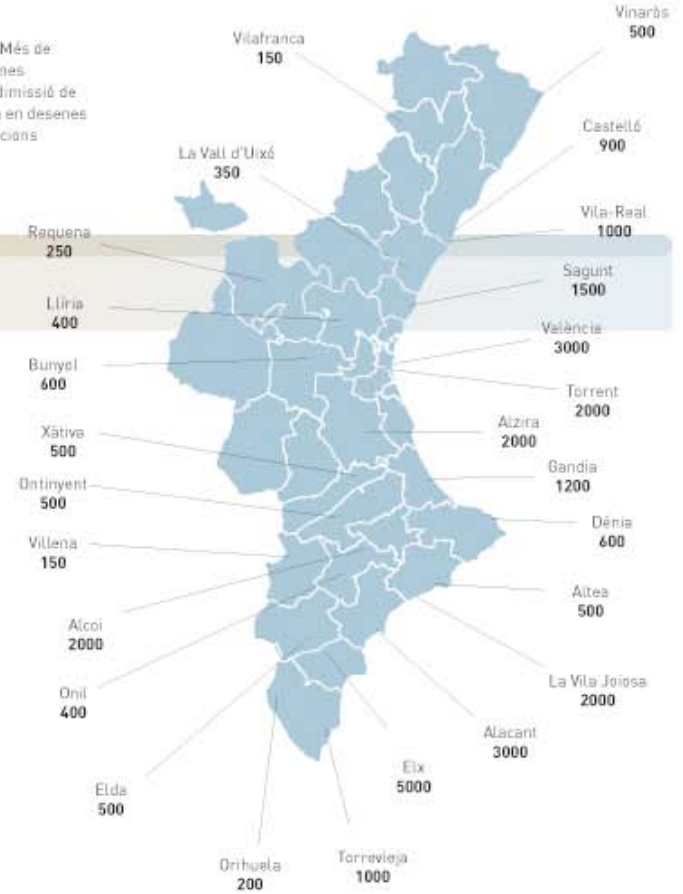 Més de
dimissió de
en desenes
Vinaròs
500
Vilafranca
150
Castelló
900
La Vall d'Uixó
350
Vila-Real
1000
Requena
250
Sagunt
1500
Llíria
400
València
3000
Bunyol
600
Torrent
2000
Alzira
2000
Xàtiva
500
Gandia
1200
Ontinyent
500
Dénia
600
Villena
150
Altea
500
Alcoi
2000
La Vila Joiosa
2000
Onil
400
Alacant
3000
Elx
5000
Elda
500
Torrevieja
1000
Orihuela
200